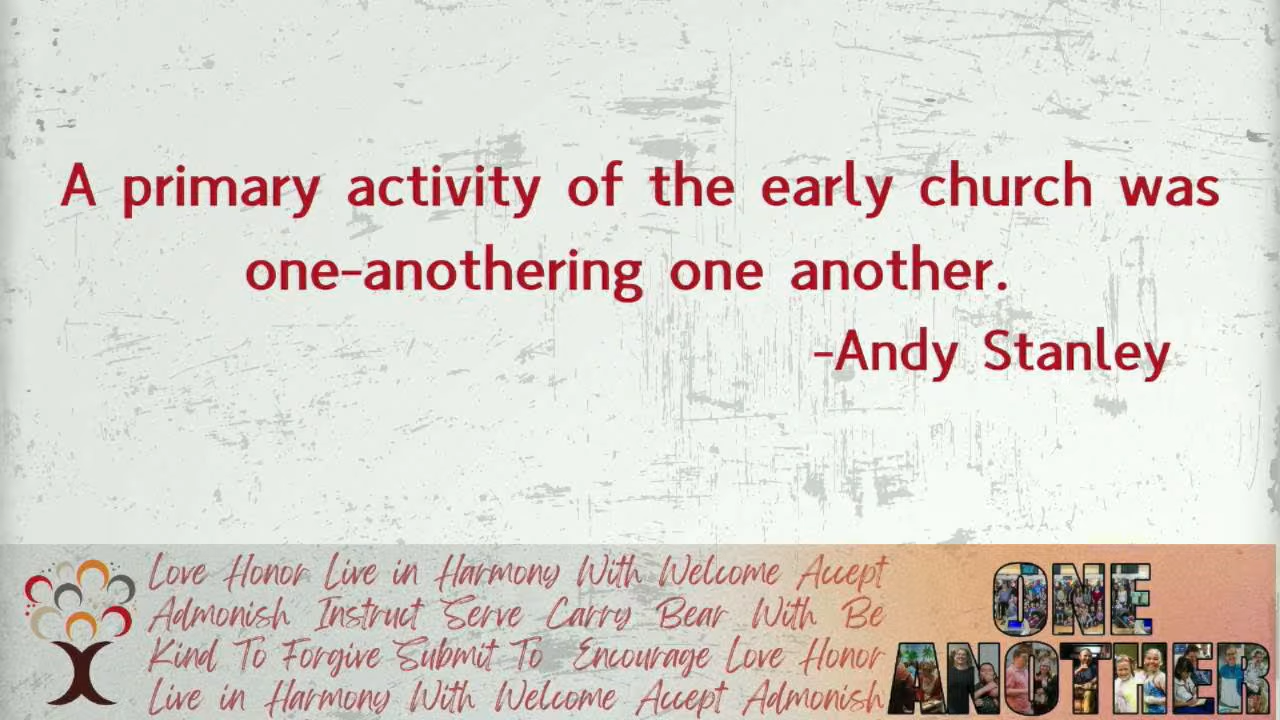 A primary activity of the early church was
one-anothering one another.
-Andy Stanley
Love Honor Live in Harmony With Welcome Accept
Admonish Instruct Serve Carry Bear With Be
Kind To Forgive Submit To Encourage Love Honor
Live in Harmony With Welcome Accept Admonish
ONE
ANOTHER